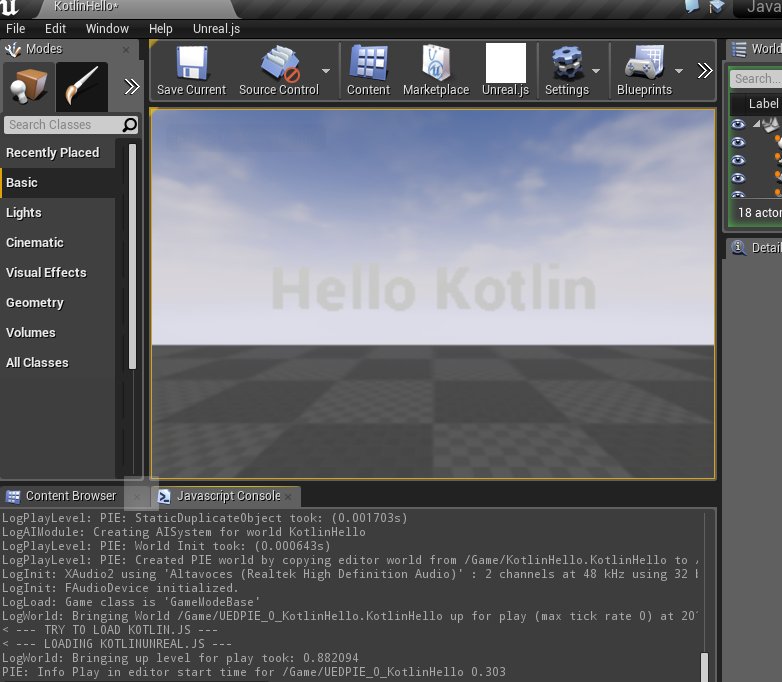 KotlinHello*
Java
File Edit Window Help Unreal.js
Modes
Save Current Source Control Content Marketplace Unreal.js Settings Blueprints
World
Search...
Label
18 actor
Detail
Search Classes
Recently Placed
Basic
Lights
Cinematic
Visual Effects
Geometry
Volumes
All Classes
Hello Kotlin
Content Browser Javascript Console
LogPlayLevel: PIE: StaticDuplicateObject took: (0.001703s)
LogAIModule: Creating AISystem for world KotlinHello
LogPlayLevel: PIE: World Init took: (0.000643s)
LogPlayLevel: PIE: Created PIE world by copying editor world from /Game/KotlinHello.KotlinHello to /
LogInit: XAudio2 using 'Altavoces (Realtek High Definition Audio)' : 2 channels at 48 kHz using 32 b
LogInit: FAudioDevice initialized.
LogLoad: Game class is 'GameModeBase'
LogWorld: Bringing World /Game/UEDPIE_0_KotlinHello.KotlinHello up for play (max tick rate 0) at 201
< --- TRY TO LOAD KOTLIN.JS ---
< --- LOADING KOTLINUNREAL.JS ---
LogWorld: Bringing up level for play took: 0.882094
PIE: Info Play in editor start time for /Game/UEDPIE_0_KotlinHello 0.303